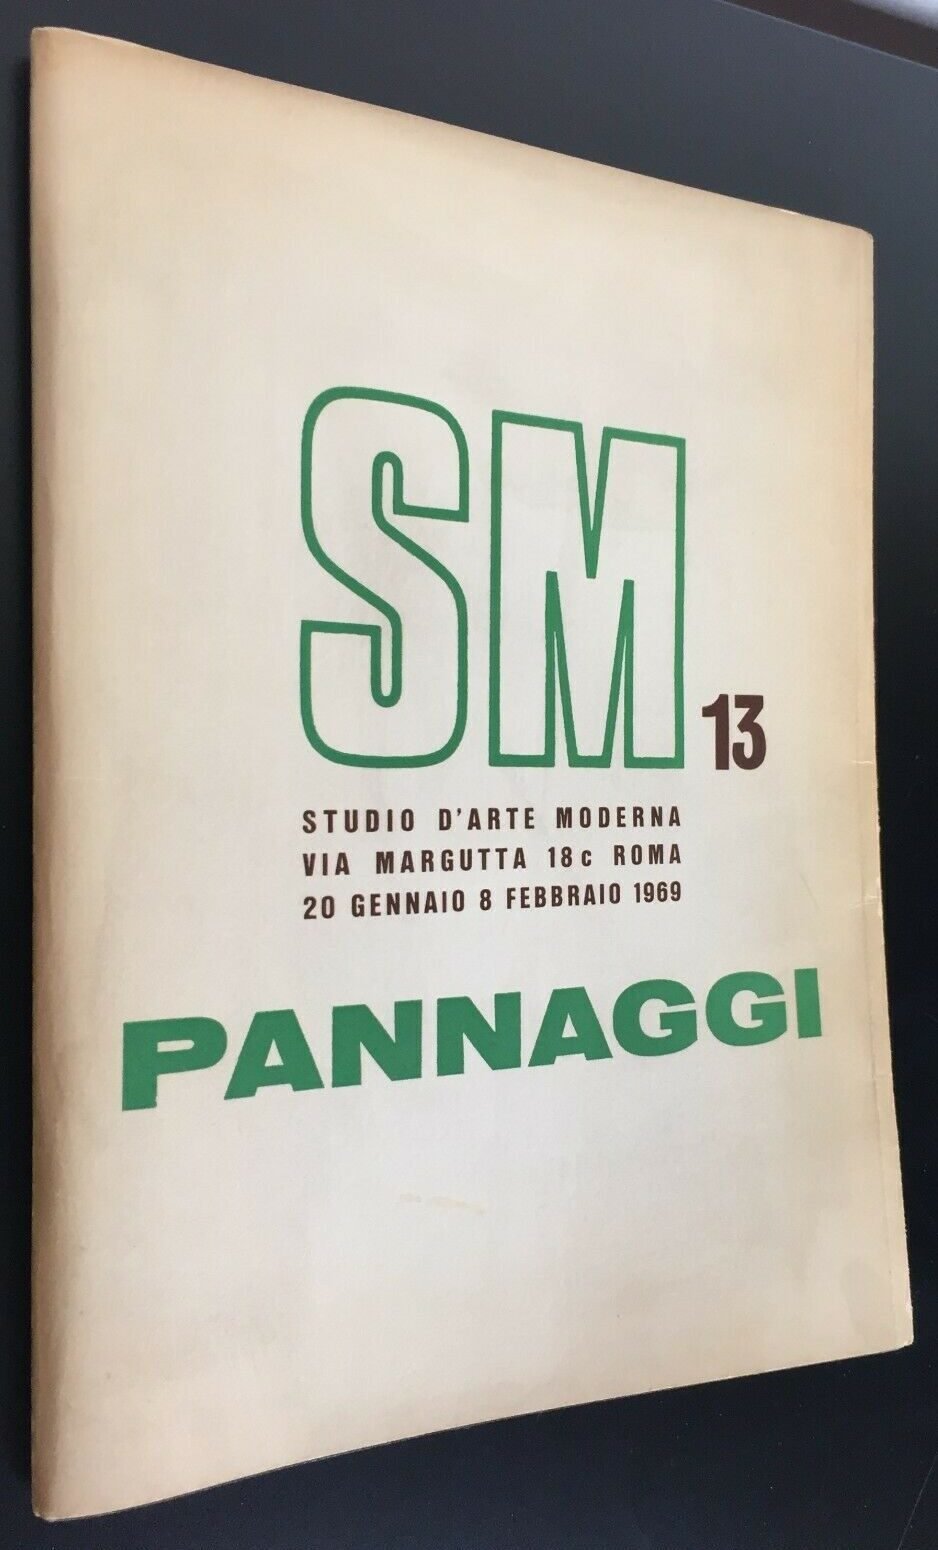 SM 13
STUDIO D'ARTE MODERNA
VIA MARGUTTA 18c ROMA
20 GENNAIO 8 FEBBRAIO 1969
PANNAGGI